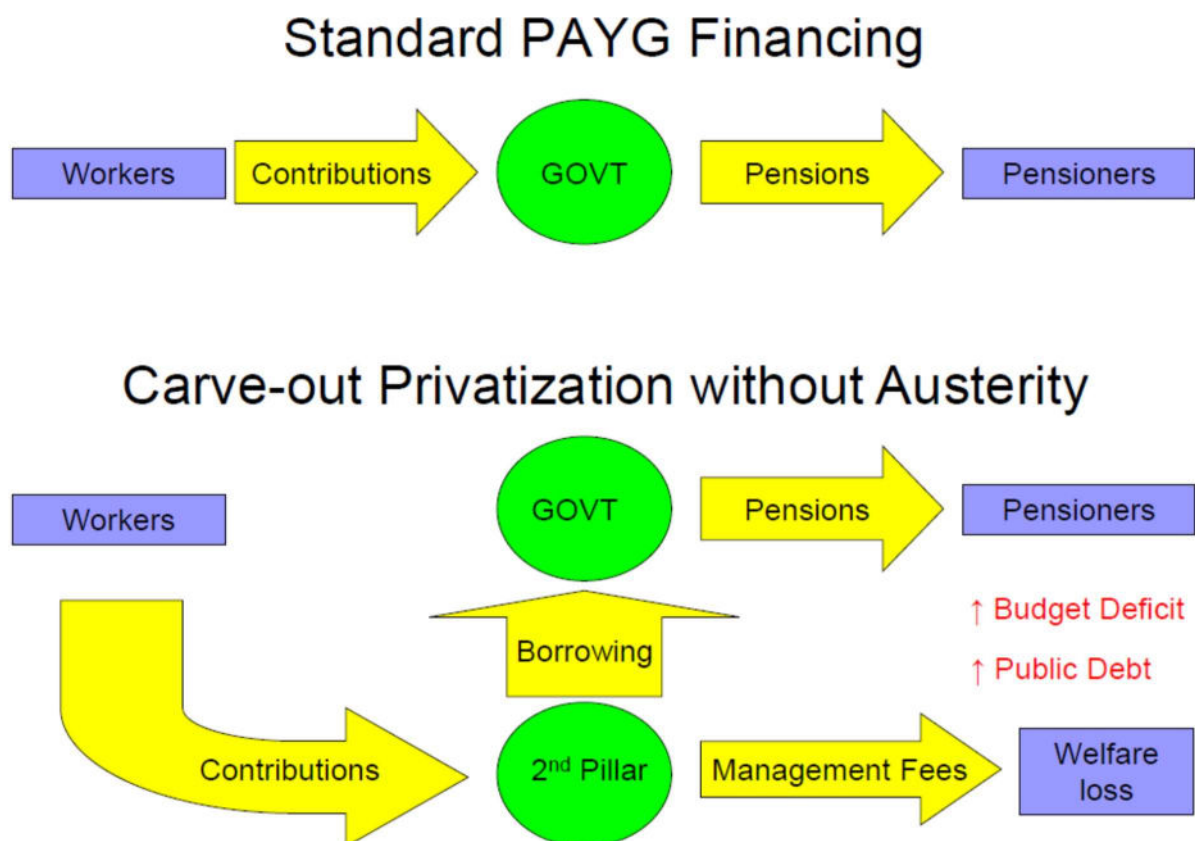 Standard PAYG Financing
Workers
Contributions
GOVT
Pensions
Pensioners
Carve-out Privatization without Austerity
Workers
GOVT
Pensions
Pensioners
↑ Budget Deficit
Borrowing
↑ Public Debt
Contributions
2nd Pillar
Management Fees
Welfare
loss